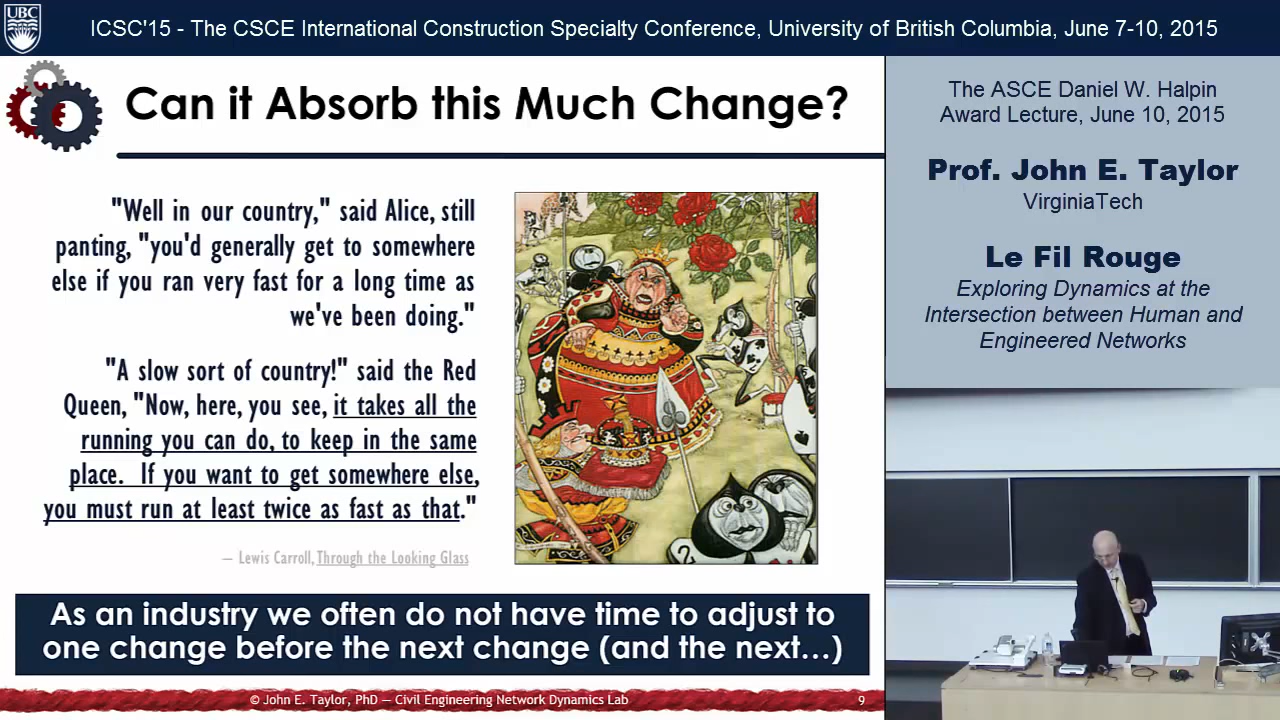 UBC
ICSC'15 - The CSCE International Construction Specialty Conference, University of British Columbia, June 7-10, 2015
Can it Absorb this Much Change?
"Well in our country," said Alice, still
panting, "you'd generally get to somewhere
else if you ran very fast for a long time as
we've been doing."
"A slow sort of country!" said the Red
Queen, "Now, here, you see, it takes all the
running you can do, to keep in the same
place. If you want to get somewhere else,
you must run at least twice as fast as that."
— Lewis Carroll, Through the Looking Glass
2
As an industry we often do not have time to adjust to
one change before the next change (and the next...)
© John E. Taylor, PhD — Civil Engineering Network Dynamics Lab
9
The ASCE Daniel W. Halpin
Award Lecture, June 10, 2015
Prof. John E. Taylor
VirginiaTech
Le Fil Rouge
Exploring Dynamics at the
Intersection between Human and
Engineered Networks